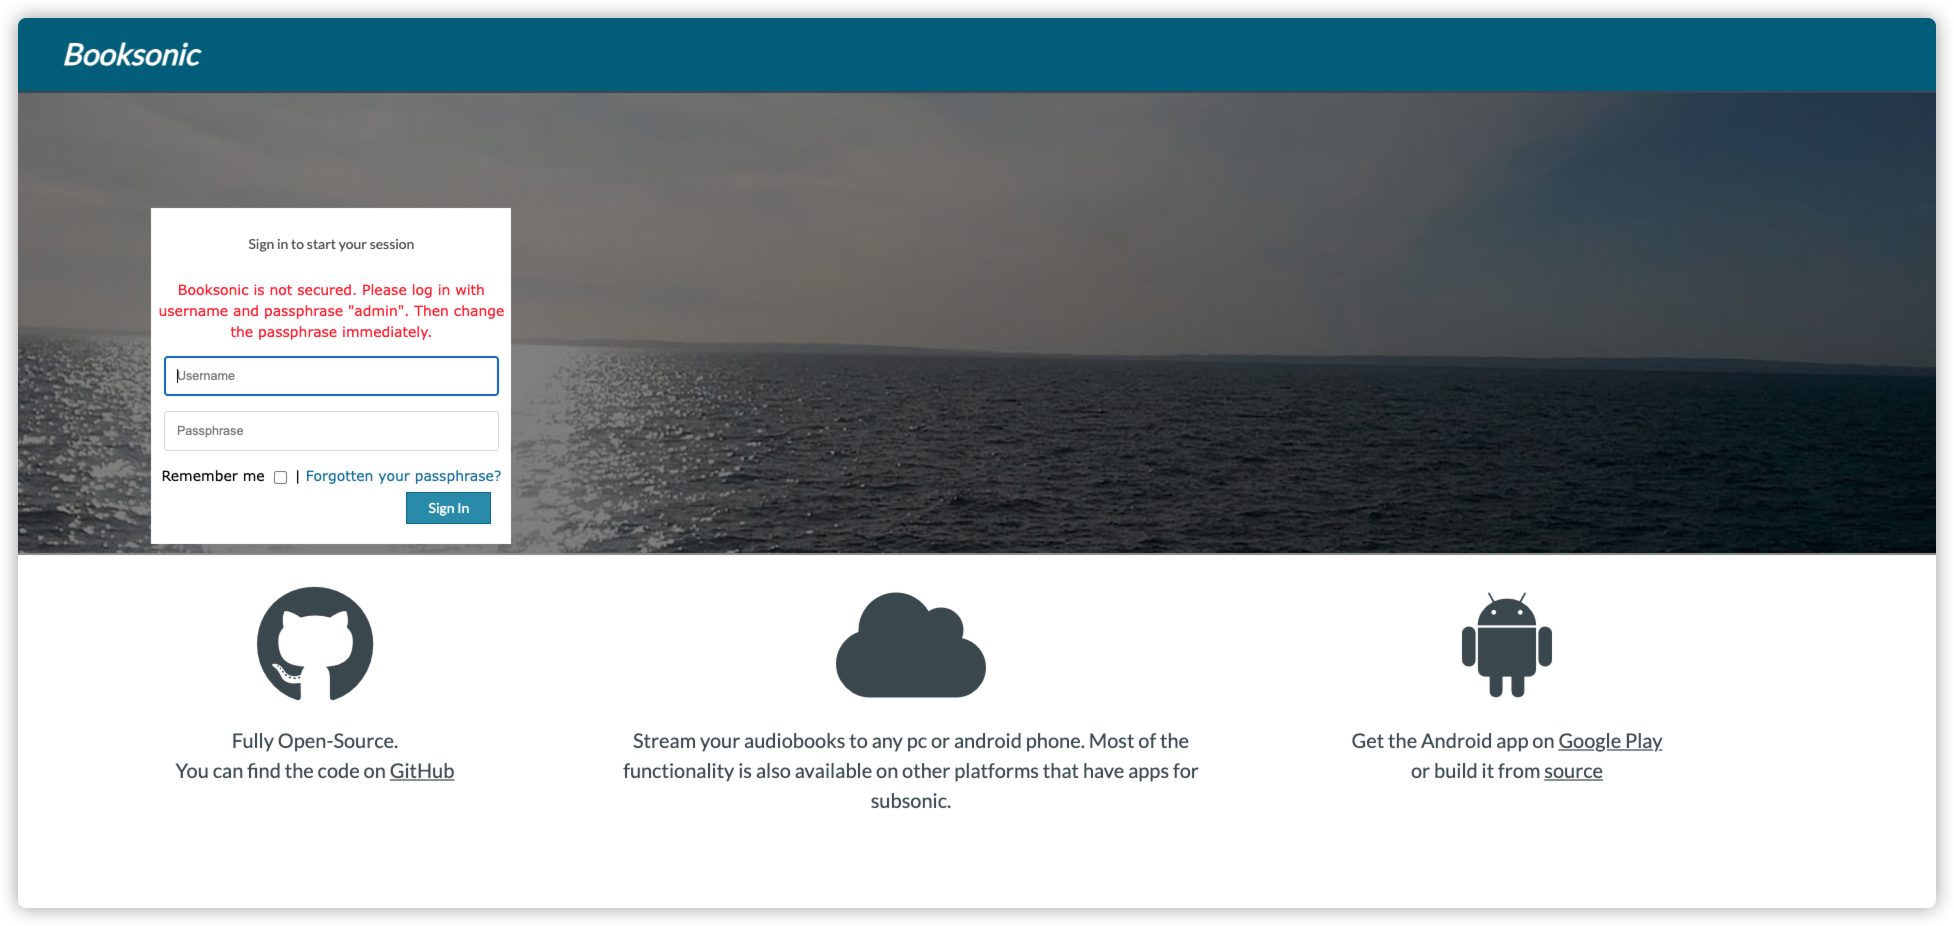 Booksonic
Sign in to start your session
Booksonic is not secured. Please log in with
username and passphrase "admin". Then change
the passphrase immediately.
Username
Passphrase
Remember me | Forgotten your passphrase?
Sign In
Fully Open-Source.
You can find the code on GitHub
Stream your audiobooks to any pc or android phone. Most of the
functionality is also available on other platforms that have apps for
subsonic.
Get the Android app on Google Play
or build it from source